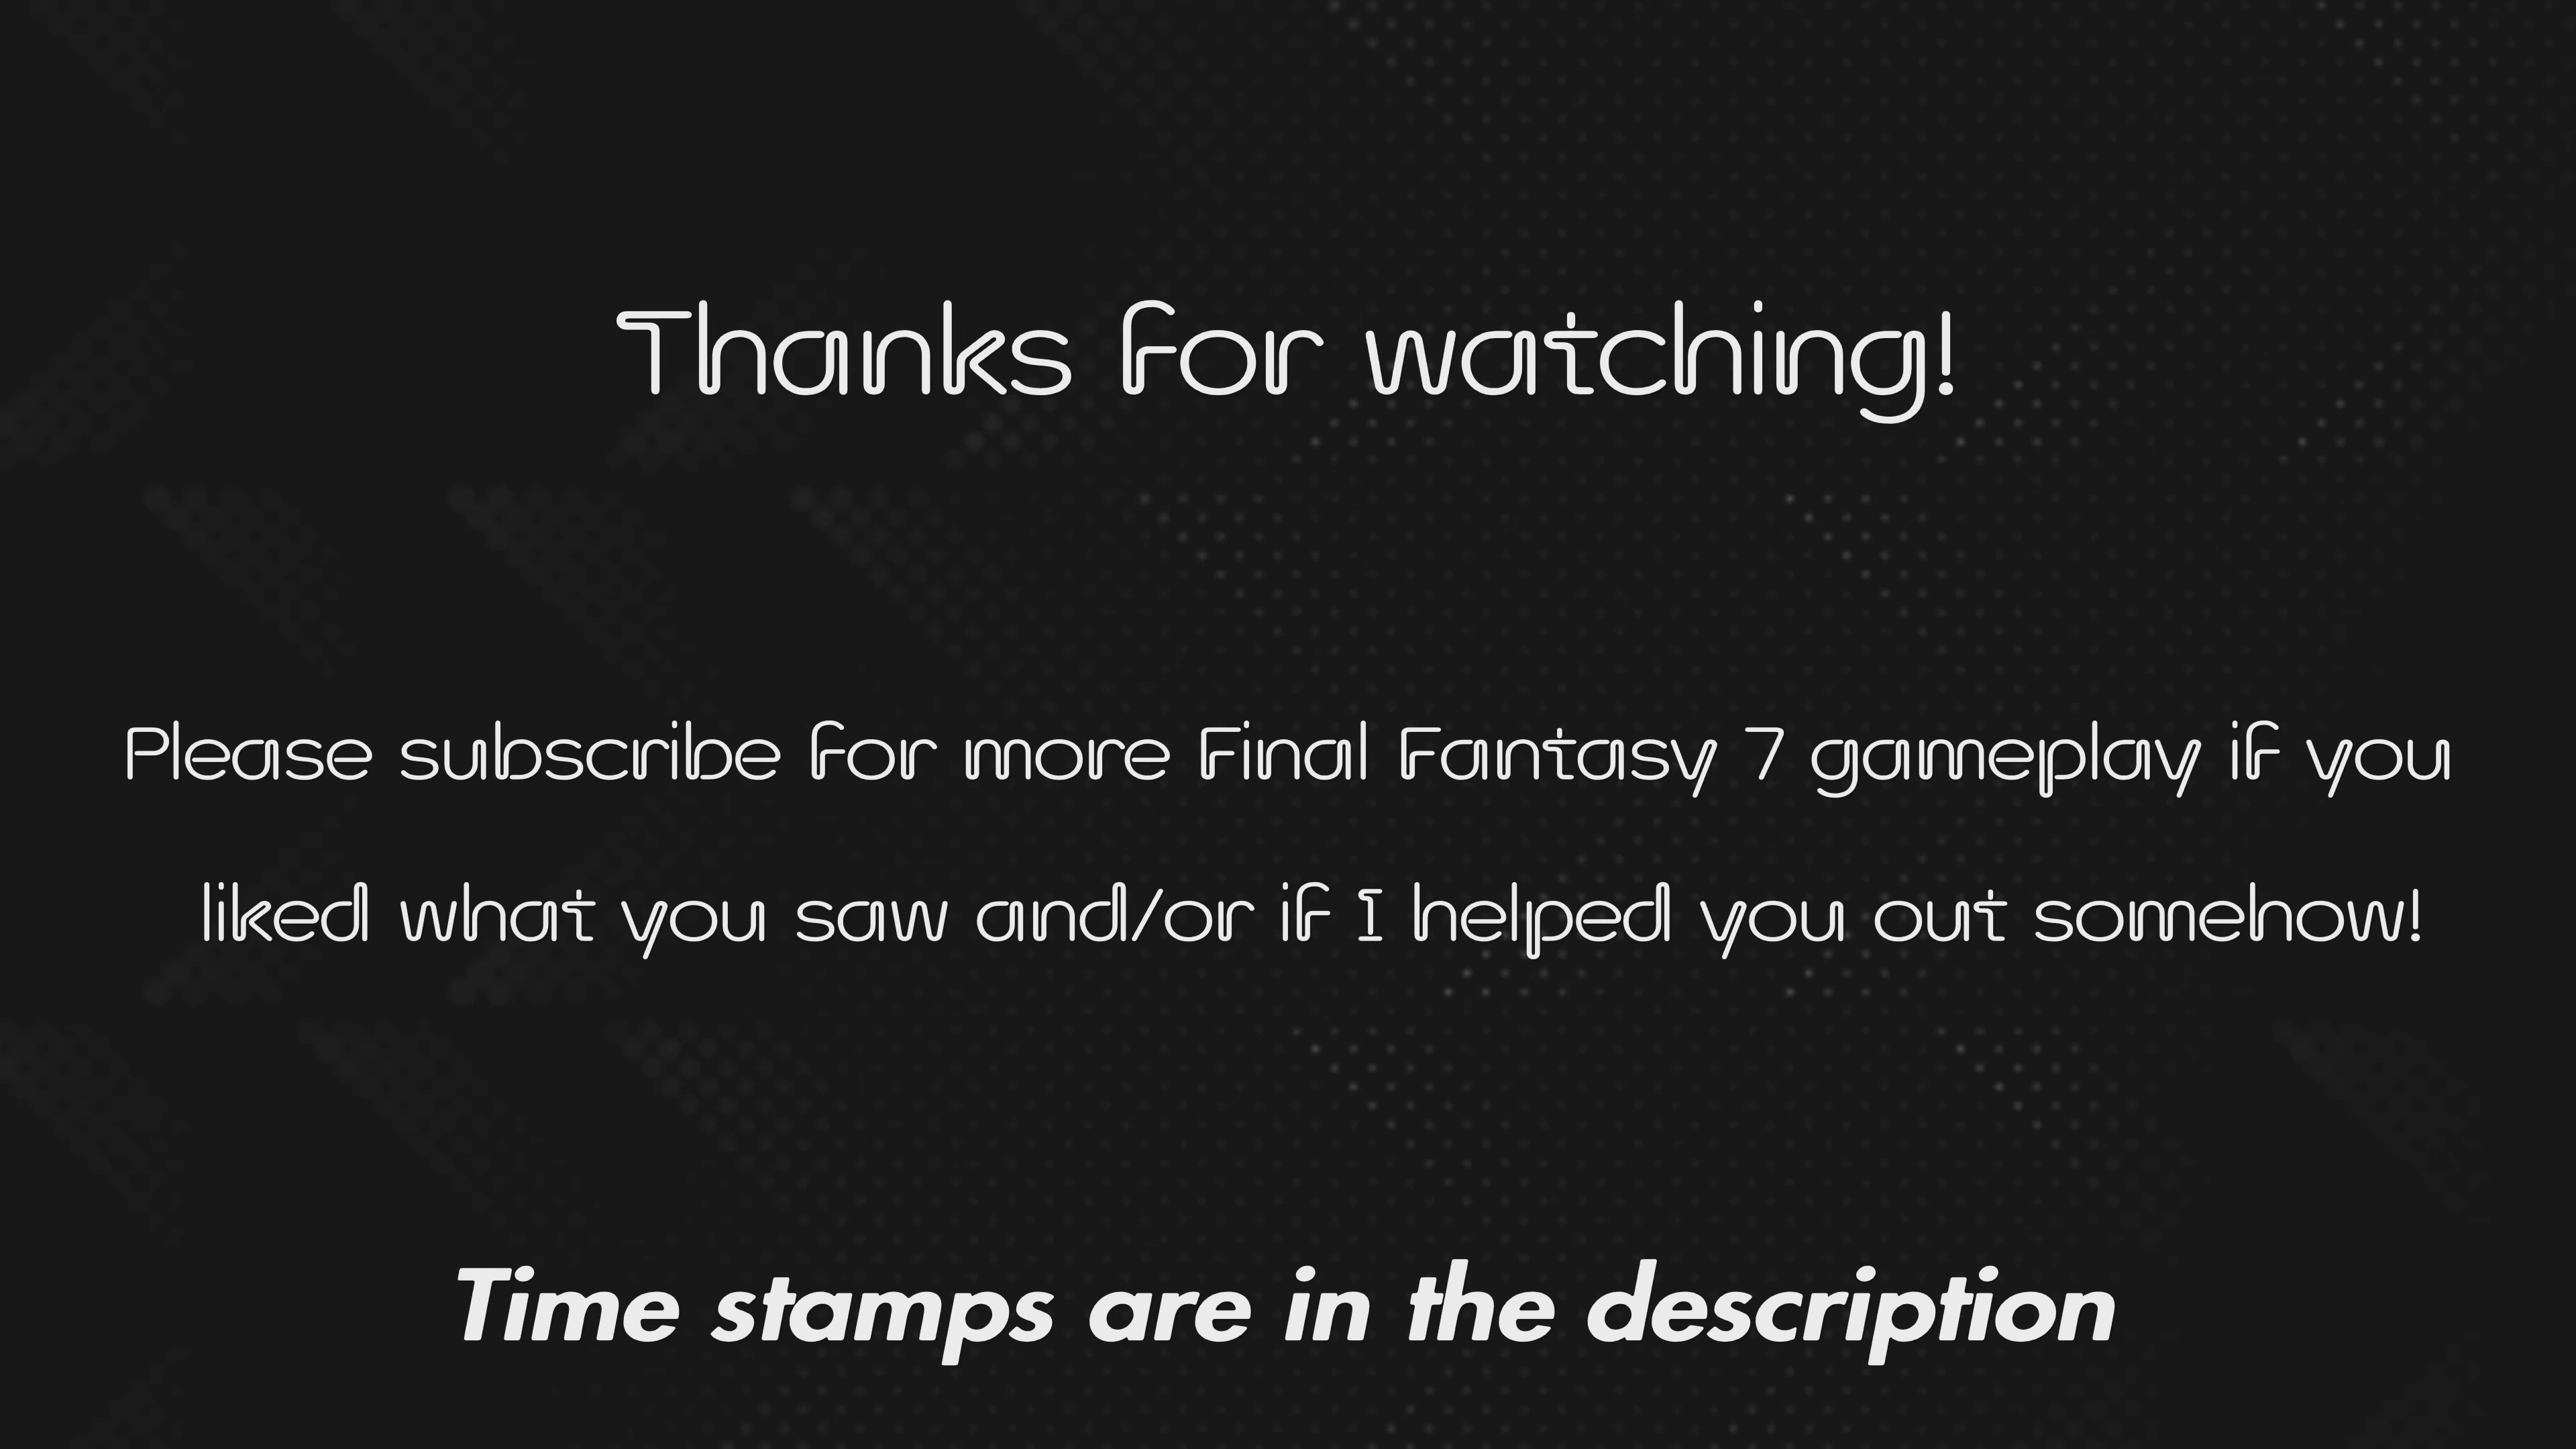 Thanks for watching!
Please subscribe for more Final Fantasy 7 gameplay if you
liked what you saw and/or if I helped you out somehow!
Time stamps are in the description